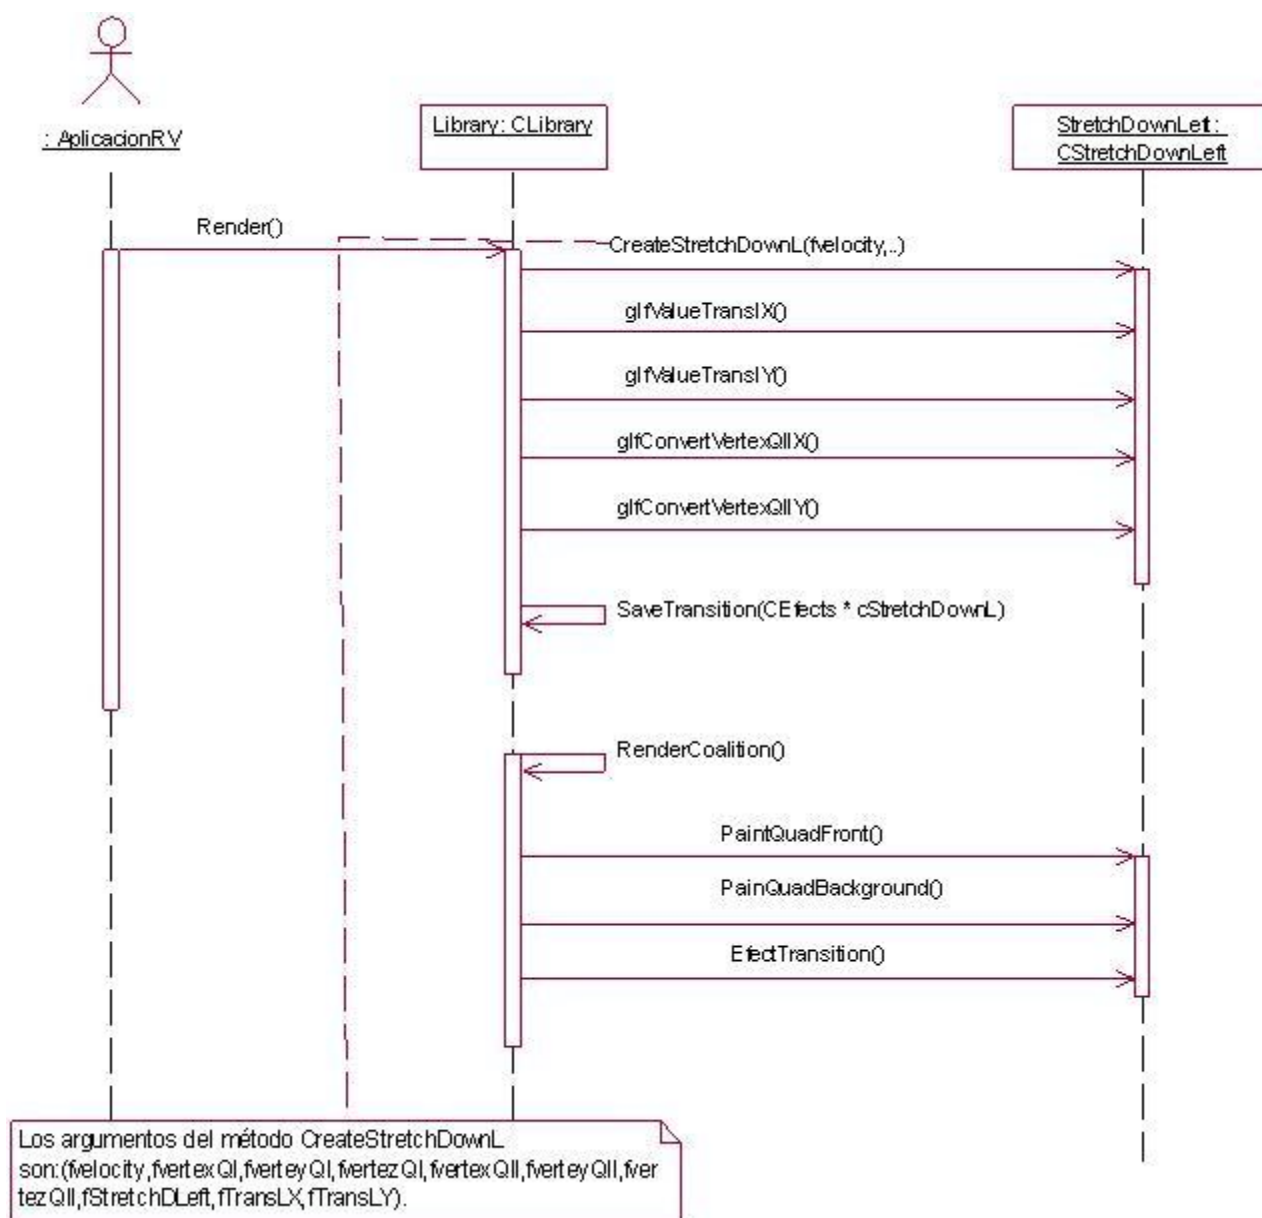 : AplicacionRV
Library: CLibrary
StretchDownLeft :
CStretchDownLeft
Render()
CreateStretchDownL(fvelocity,..)
glfValueTranslX()
glfValueTranslY()
glfConvertVertexQIIX()
glfConvertVertexQIIY()
SaveTransition(CEfects * cStretchDownL)
RenderCoalition()
PaintQuadFront()
PainQuadBackground()
EfectTransition()
Los argumentos del método CreateStretchDownL
son:(fvelocity,fvertexQI,fverteyQI,fvertezQI,fvertexQII,fverteyQII,fver
tezQII,fStretchDLeft,fTransLX,fTransLY).